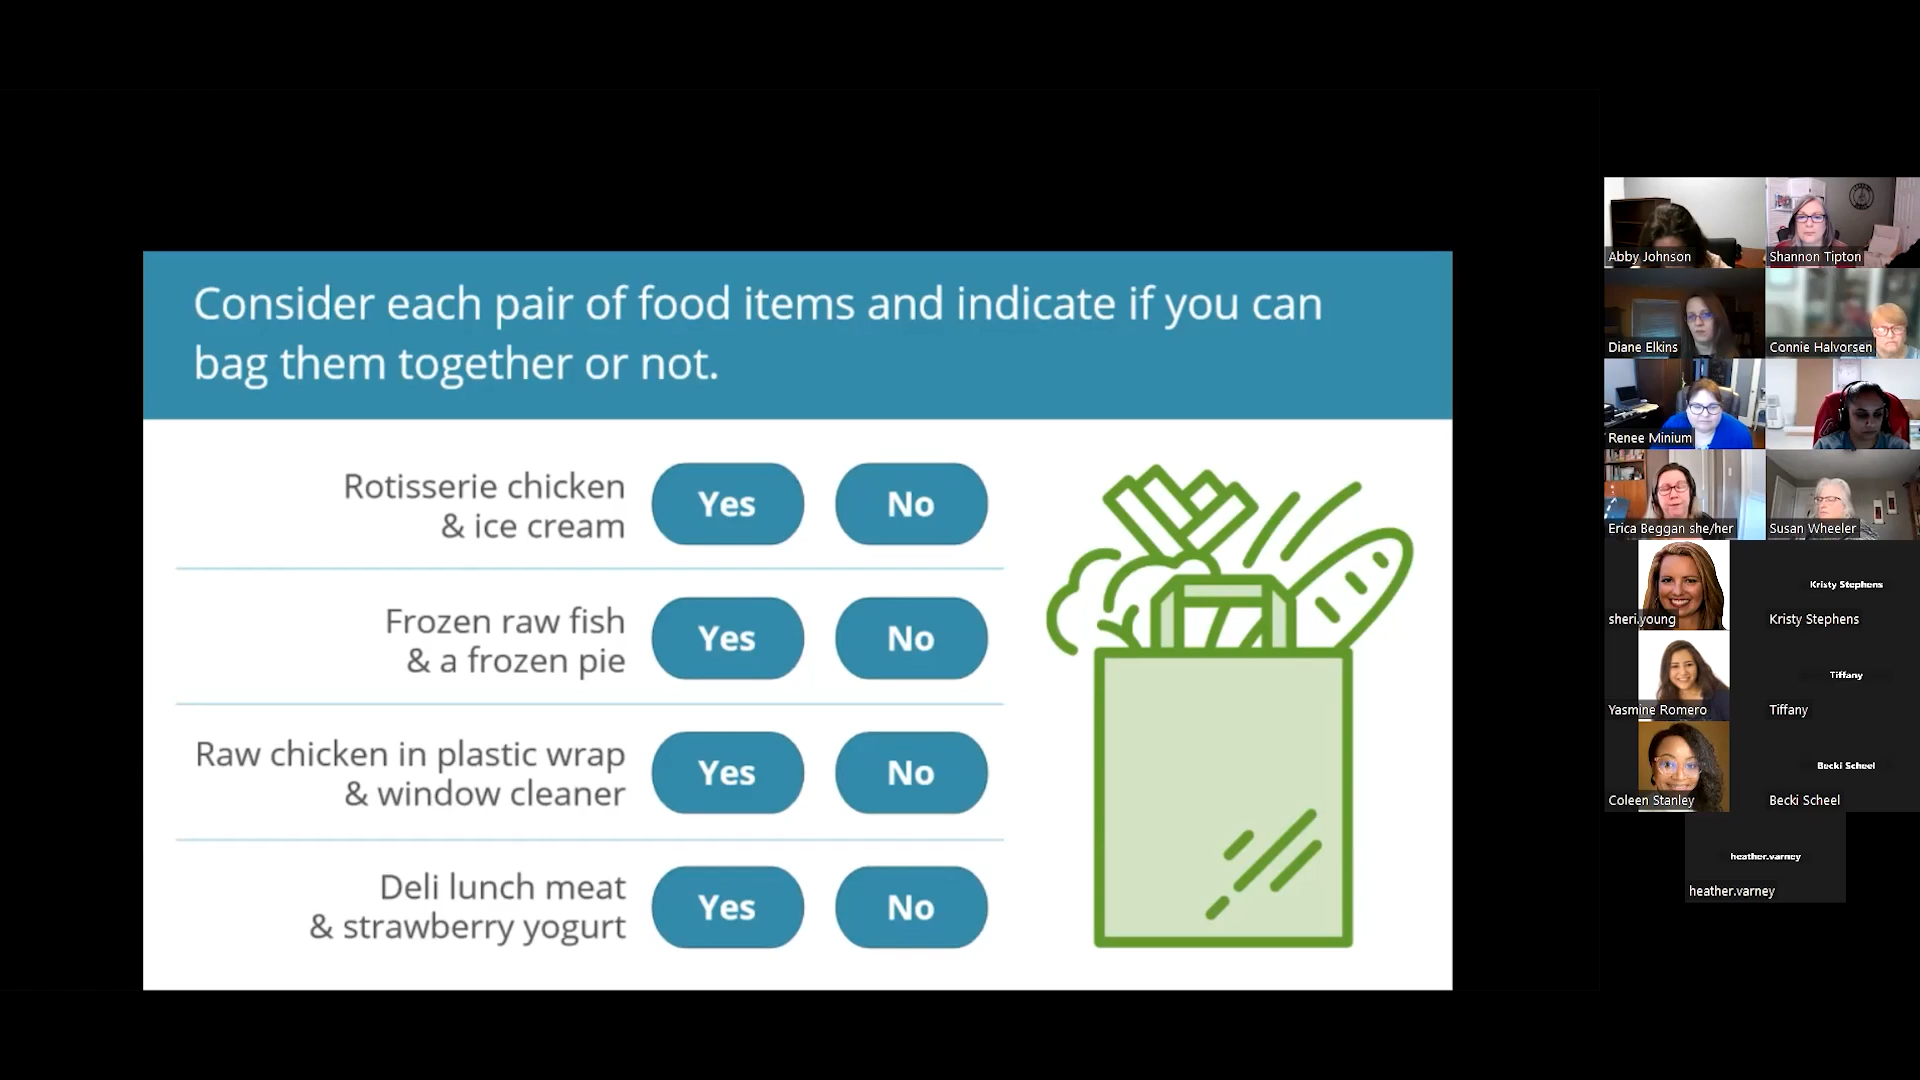 Consider each pair of food items and indicate if you can
bag them together or not.
Rotisserie chicken
& ice cream
Yes
No
Frozen raw fish
& a frozen pie
Yes
No
Raw chicken in plastic wrap
& window cleaner
Yes
No
Deli lunch meat
& strawberry yogurt
Yes
No
Abby Johnson
Shannon Tipton
Diane Elkins
Connie Halvorsen
Renee Minium
Erica Beggan she/her
Susan Wheeler
sheri.young
Kristy Stephens
Kristy Stephens
Yasmine Romero
Tiffany
Tiffany
Coleen Stanley
Becki Scheel
Becki Scheel
heather.varney
heather.varney